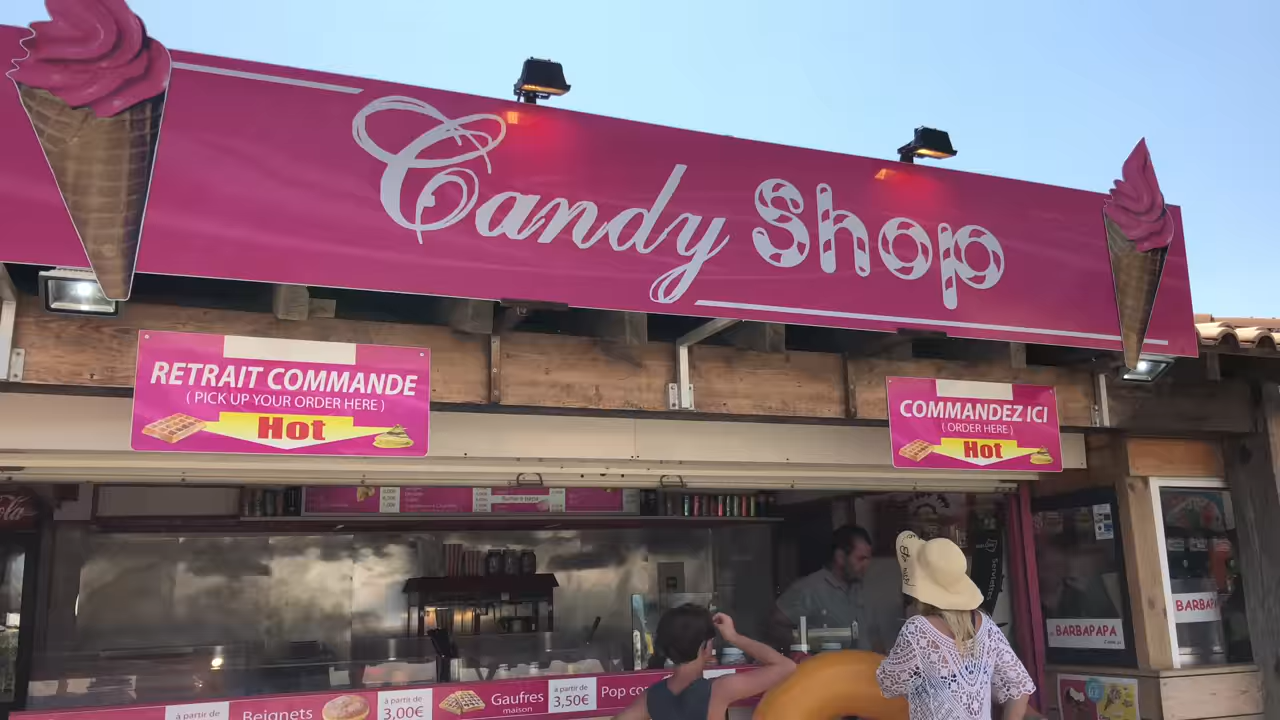 Candy Shop
RETRAIT COMMANDE
( PICK UP YOUR ORDER HERE )
Hot
COMMANDEZ ICI
( ORDER HERE )
Hot
BARBAPAPA
BARBAPA
Serviettes
à partir de
Beignets
à partir de
3,00€
Gaufres
maison
à partir de
3,50€
Pop co